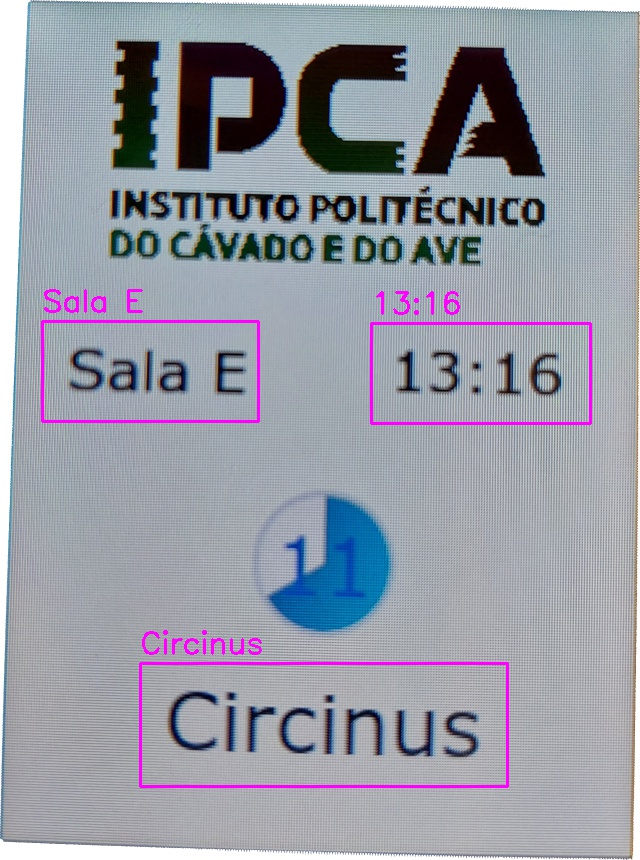 IPCA
INSTITUTO POLITÉCNICO
DO CÁVADO E DO AVE
Sala E 13:16
Sala E 13:16
11
Circinus
Circinus